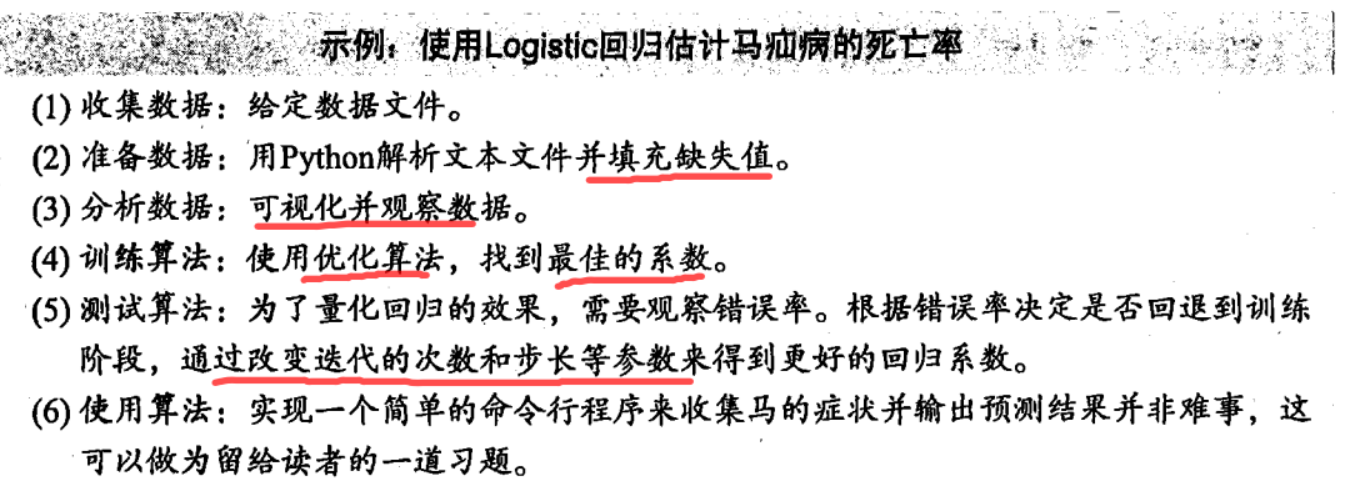 示例：使用Logistic回归估计马疝病的死亡率
(1) 收集数据：给定数据文件。
(2) 准备数据：用Python解析文本文件并填充缺失值。
(3) 分析数据：可视化并观察数据。
(4) 训练算法：使用优化算法，找到最佳的系数。
(5) 测试算法：为了量化回归的效果，需要观察错误率。根据错误率决定是否回退到训练
阶段，通过改变迭代的次数和步长等参数来得到更好的回归系数。
(6) 使用算法：实现一个简单的命令行程序来收集马的症状并输出预测结果并非难事，这
可以做为留给读者的一道习题。